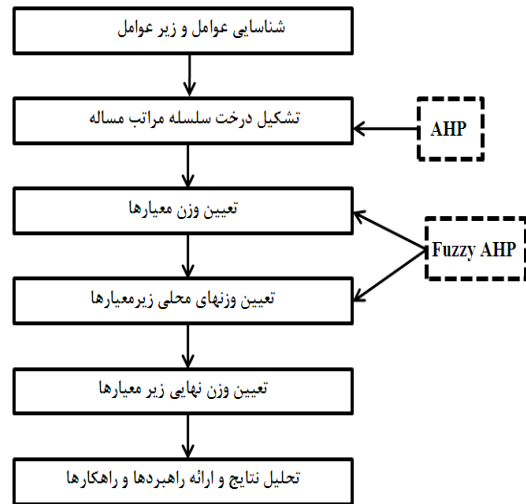 شناسایی عوامل و زیر عوامل
تشکیل درخت سلسله مراتب مساله
AHP
تعیین وزن معیارها
Fuzzy AHP
تعیین وزنهای محلی زیرمعیارها
تعیین وزن نهایی زیر معیارها
تحلیل نتایج و ارائه راهبردها و راهکارها